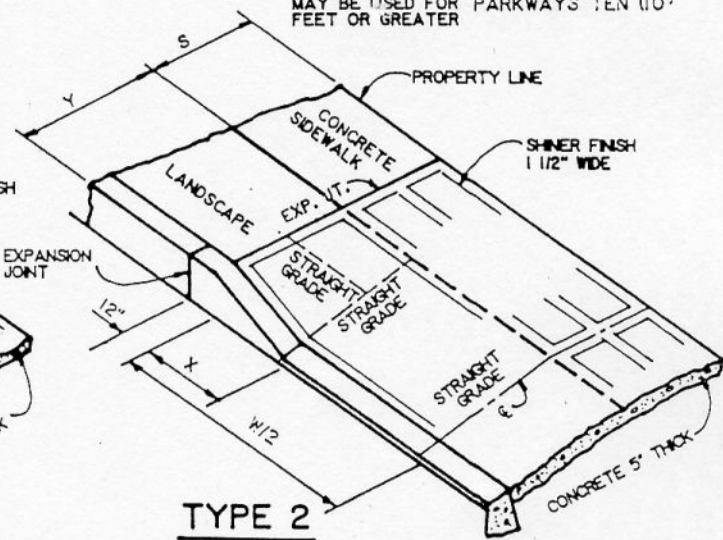 MAY BE USED FOR PARKWAYS TEN (10'
FEET OR GREATER
S
Y
PROPERTY LINE
CONCRETE
SIDEWALK
SHINER FINISH
1 1/2" WIDE
LANDSCAPE
EXP. JT.
SH
EXPANSION
JOINT
STRAIGHT
GRADE
STRAIGHT
GRADE
12"
X
STRAIGHT
GRADE
℄
W/2
K
CONCRETE 5" THICK
TYPE 2